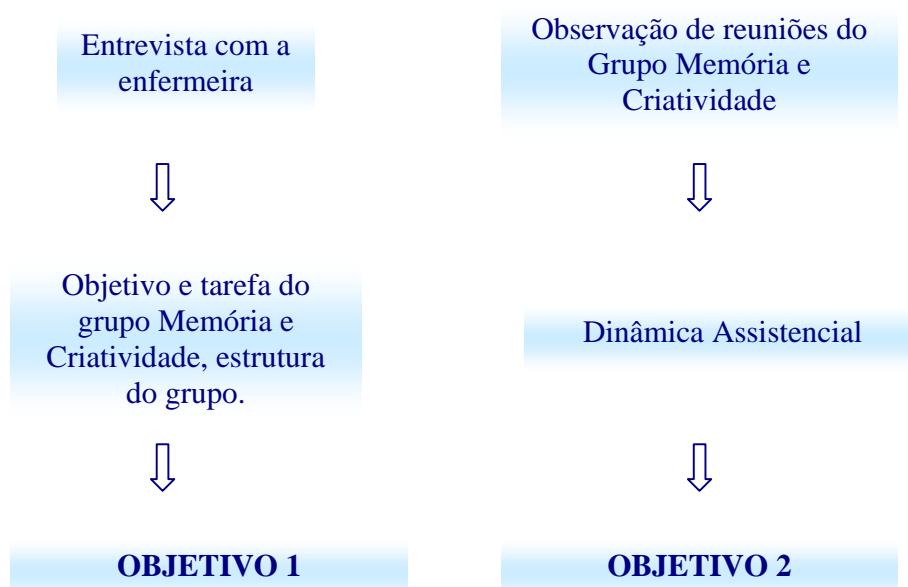 Entrevista com a
enfermeira
Observação de reuniões do
Grupo Memória e
Criatividade
Objetivo e tarefa do
grupo Memória e
Criatividade, estrutura
do grupo.
Dinâmica Assistencial
OBJETIVO 1
OBJETIVO 2